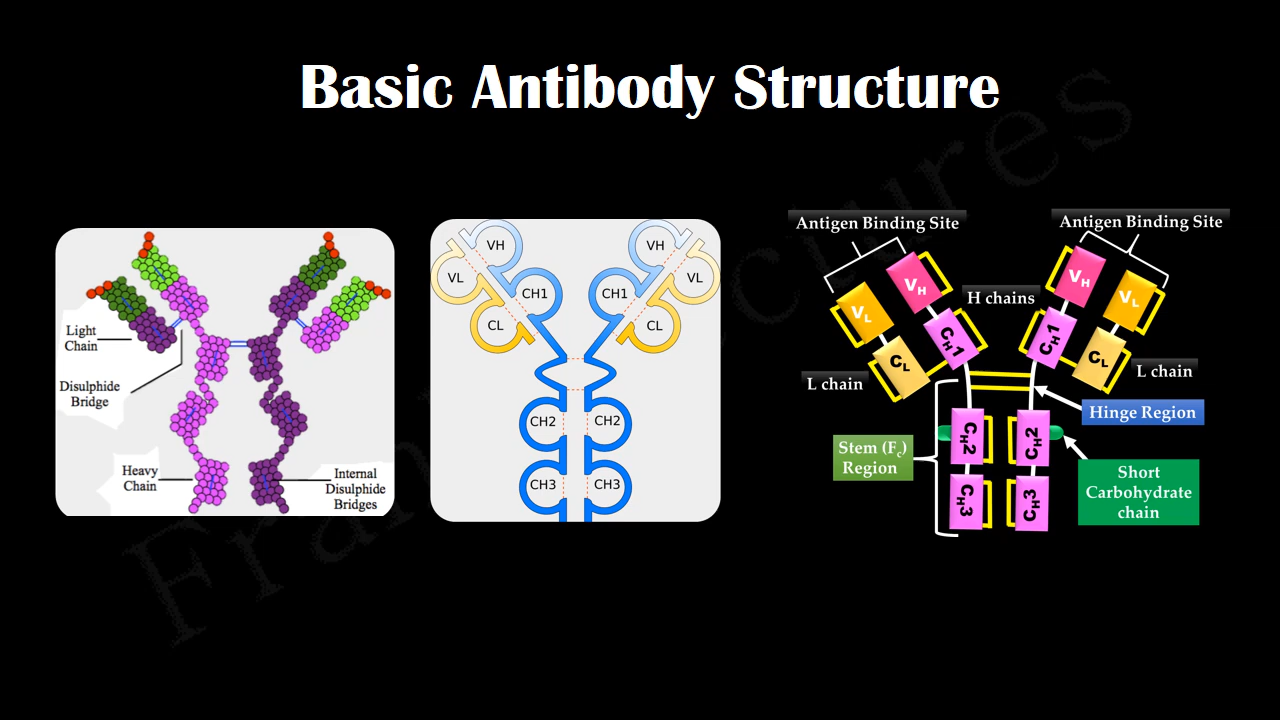 Basic Antibody Structure
Light
Chain
Disulphide
Bridge
Heavy
Chain
Internal
Disulphide
Bridges
VH
VL
CH1
CL
VH
VL
CH1
CL
CH2
CH2
CH3
CH3
Antigen Binding Site
Antigen Binding Site
H chains
L chain
L chain
Hinge Region
Stem (Fc)
Region
Short
Carbohydrate
chain
VL
VH
CL
CH1
VH
VL
CH1
CL
CH2
CH2
CH3
CH3